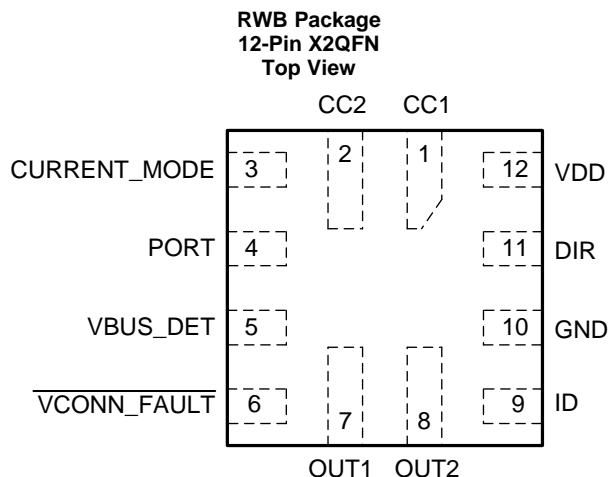 RWB Package
12-Pin X2QFN
Top View
CC2 CC1
2 1
CURRENT_MODE 3 12 VDD
PORT 4 11 DIR
VBUS_DET 5 10 GND
VCONN_FAULT 6 9 ID
7 8
OUT1 OUT2